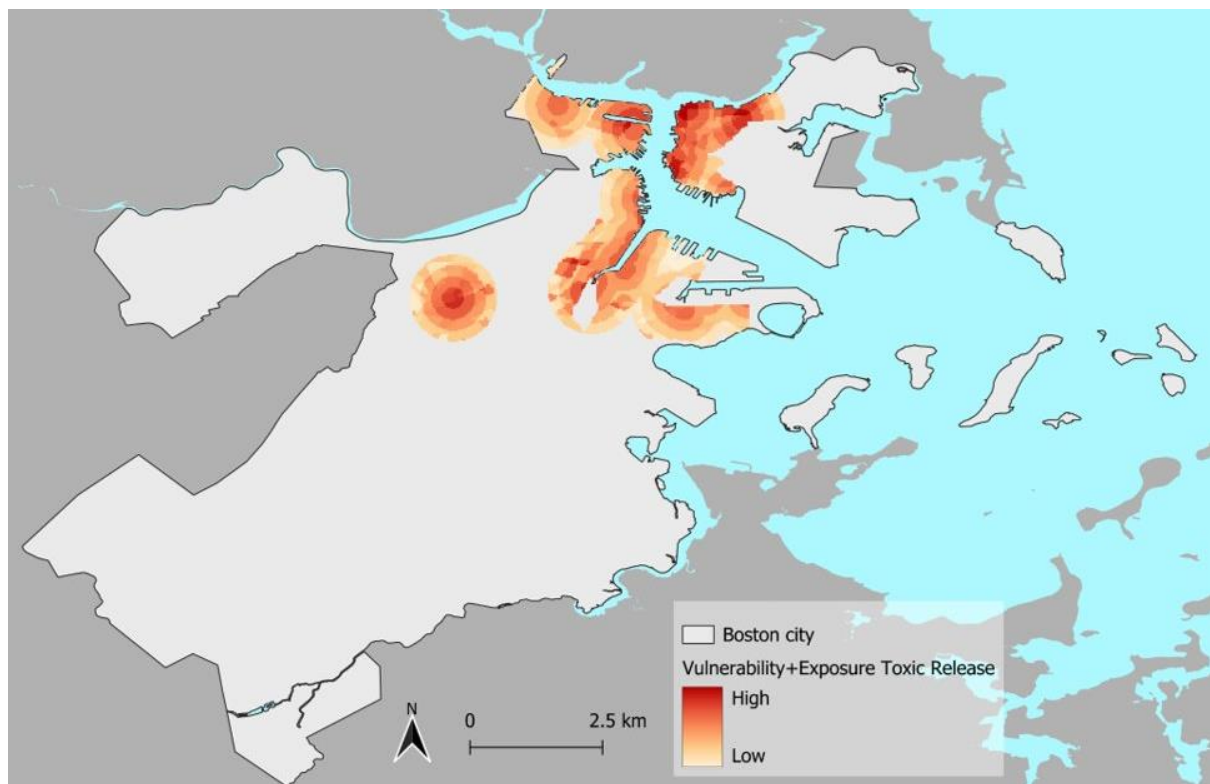 Boston city
Vulnerability+Exposure Toxic Release
High
Low
N
0 2.5 km